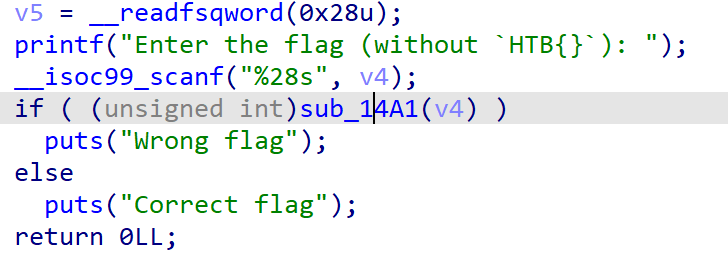 v5 = __readfsqword(0x28u);
printf("Enter the flag (without `HTB{}`): ");
__isoc99_scanf("%28s", v4);
if ( (unsigned int)sub_14A1(v4) )
puts("Wrong flag");
else
puts("Correct flag");
return 0LL;